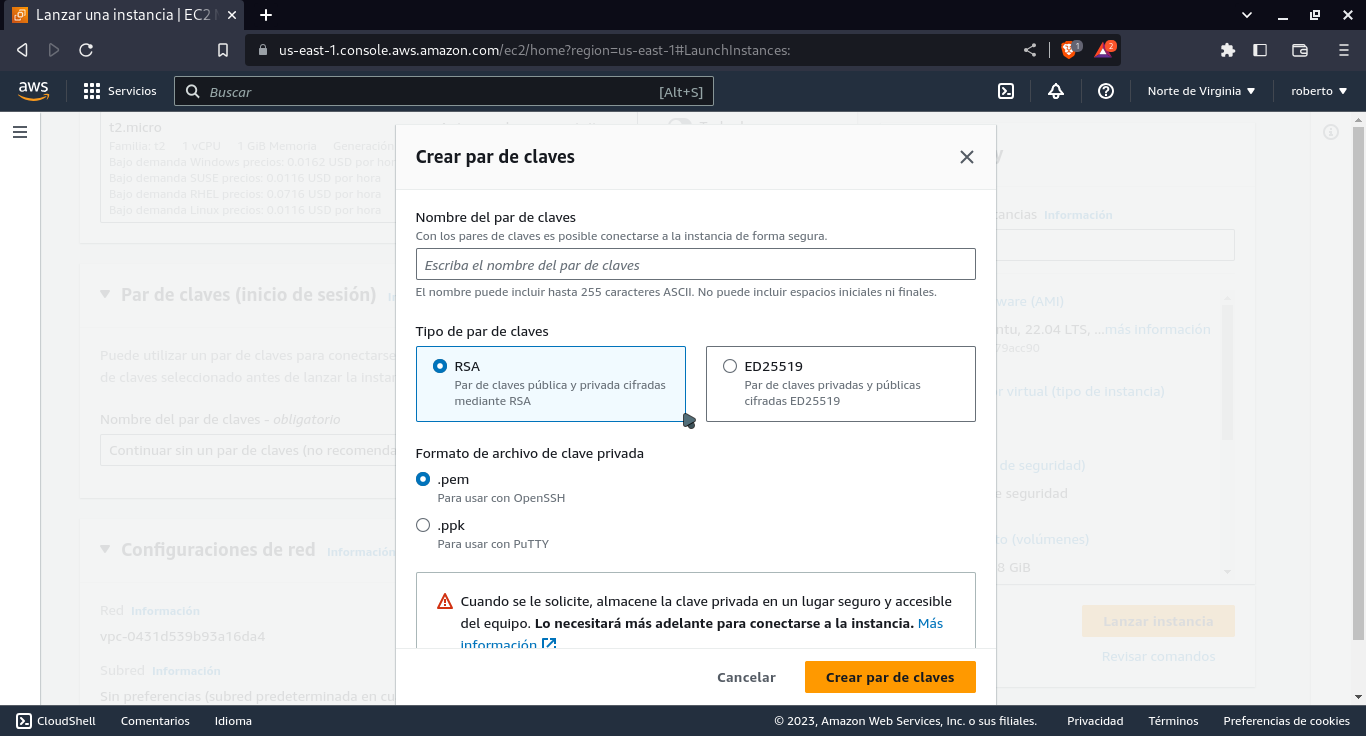 Lanzar una instancia | EC2
us-east-1.console.aws.amazon.com/ec2/home?region=us-east-1#LaunchInstances:
1
2
aws
Servicios
Buscar
[Alt+S]
Norte de Virginia
roberto
t2.micro
Familia: t2 1 vCPU 1 GiB Memoria Generación
Bajo demanda Windows precios: 0.0162 USD por hor
Bajo demanda SUSE precios: 0.0116 USD por hora
Bajo demanda RHEL precios: 0.0716 USD por hora
Bajo demanda Linux precios: 0.0116 USD por hora
Par de claves (inicio de sesión)
Puede utilizar un par de claves para conectarse
de claves seleccionado antes de lanzar la instan
Nombre del par de claves - obligatorio
Continuar sin un par de claves (no recomenda
Configuraciones de red Información
Red Información
vpc-0431d539b93a16da4
Subred Información
Sin preferencias (subred predeterminada en cu
Crear par de claves
Nombre del par de claves
Con los pares de claves es posible conectarse a la instancia de forma segura.
Escriba el nombre del par de claves
El nombre puede incluir hasta 255 caracteres ASCII. No puede incluir espacios iniciales ni finales.
Tipo de par de claves
RSA
Par de claves pública y privada cifradas
mediante RSA
ED25519
Par de claves privadas y públicas
cifradas ED25519
Formato de archivo de clave privada
.pem
Para usar con OpenSSH
.ppk
Para usar con PuTTY
Cuando se le solicite, almacene la clave privada en un lugar seguro y accesible
del equipo. Lo necesitará más adelante para conectarse a la instancia. Más
información
Cancelar
Crear par de claves
y
tancias Información
ware (AMI)
ntu, 22.04 LTS, ...más información
79acc90
r virtual (tipo de instancia)
de seguridad)
e seguridad
to (volúmenes)
8 GiB
Lanzar instancia
Revisar comandos
CloudShell
Comentarios
Idioma
© 2023, Amazon Web Services, Inc. o sus filiales.
Privacidad
Términos
Preferencias de cookies